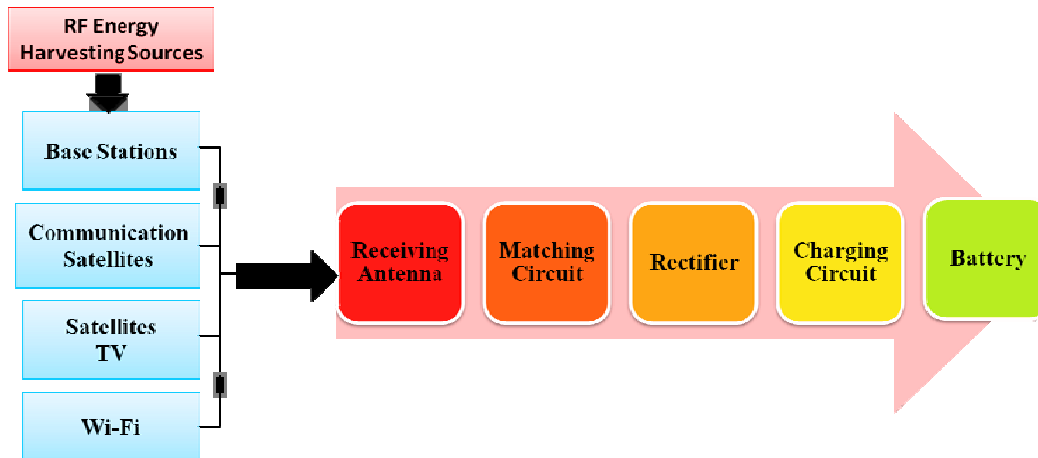 RF Energy
Harvesting Sources
Base Stations
Communication
Satellites
Satellites
TV
Wi-Fi
Receiving
Antenna
Matching
Circuit
Rectifier
Charging
Circuit
Battery